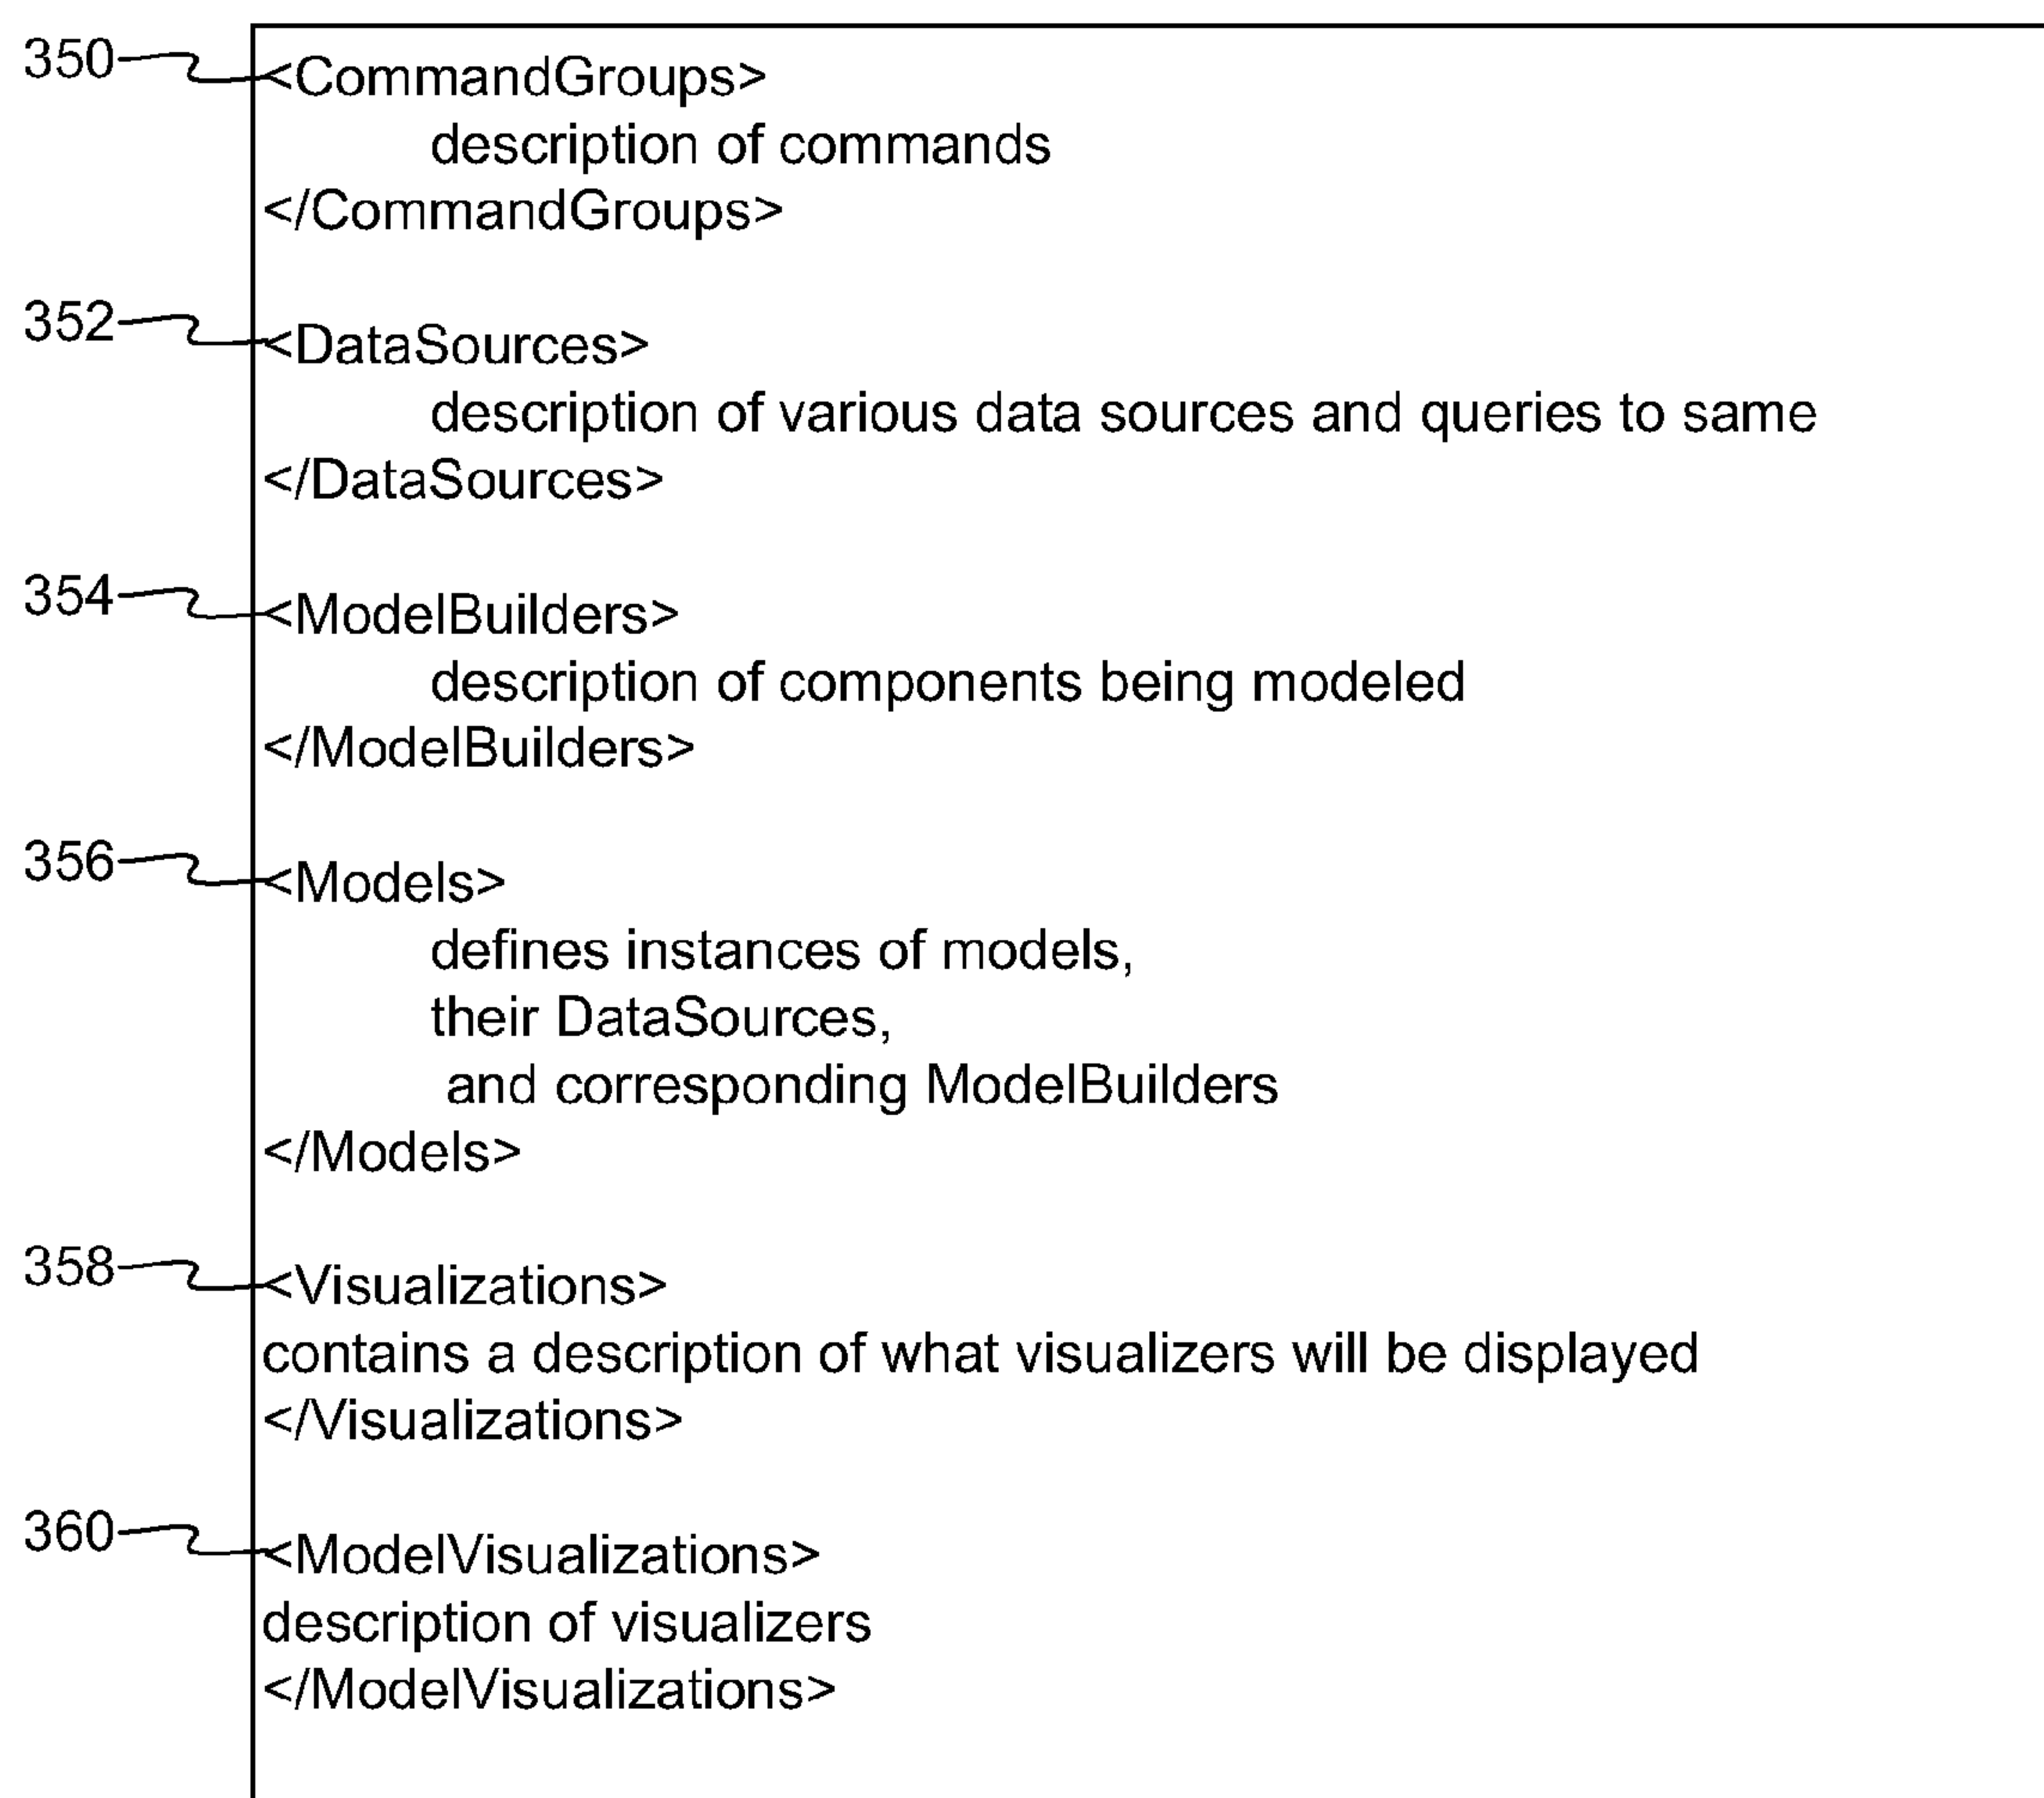 350 <CommandGroups>
description of commands
</CommandGroups>
352 <DataSources>
description of various data sources and queries to same
</DataSources>
354 <ModelBuilders>
description of components being modeled
</ModelBuilders>
356 <Models>
defines instances of models,
their DataSources,
and corresponding ModelBuilders
</Models>
358 <Visualizations>
contains a description of what visualizers will be displayed
</Visualizations>
360 <ModelVisualizations>
description of visualizers
</ModelVisualizations>